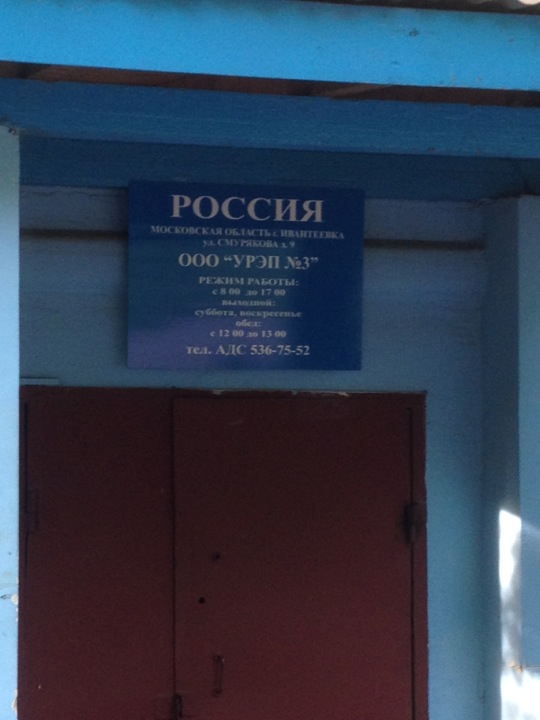 РОССИЯ
МОСКОВСКАЯ ОБЛАСТЬ г. ИВАНТЕЕВКА
ул. СМУРЯКОВА д. 9
ООО "УРЭП №3"
РЕЖИМ РАБОТЫ:
с 8 00 до 17 00
выходной:
суббота, воскресенье
обед:
с 12 00 до 13 00
тел. АДС 536-75-52